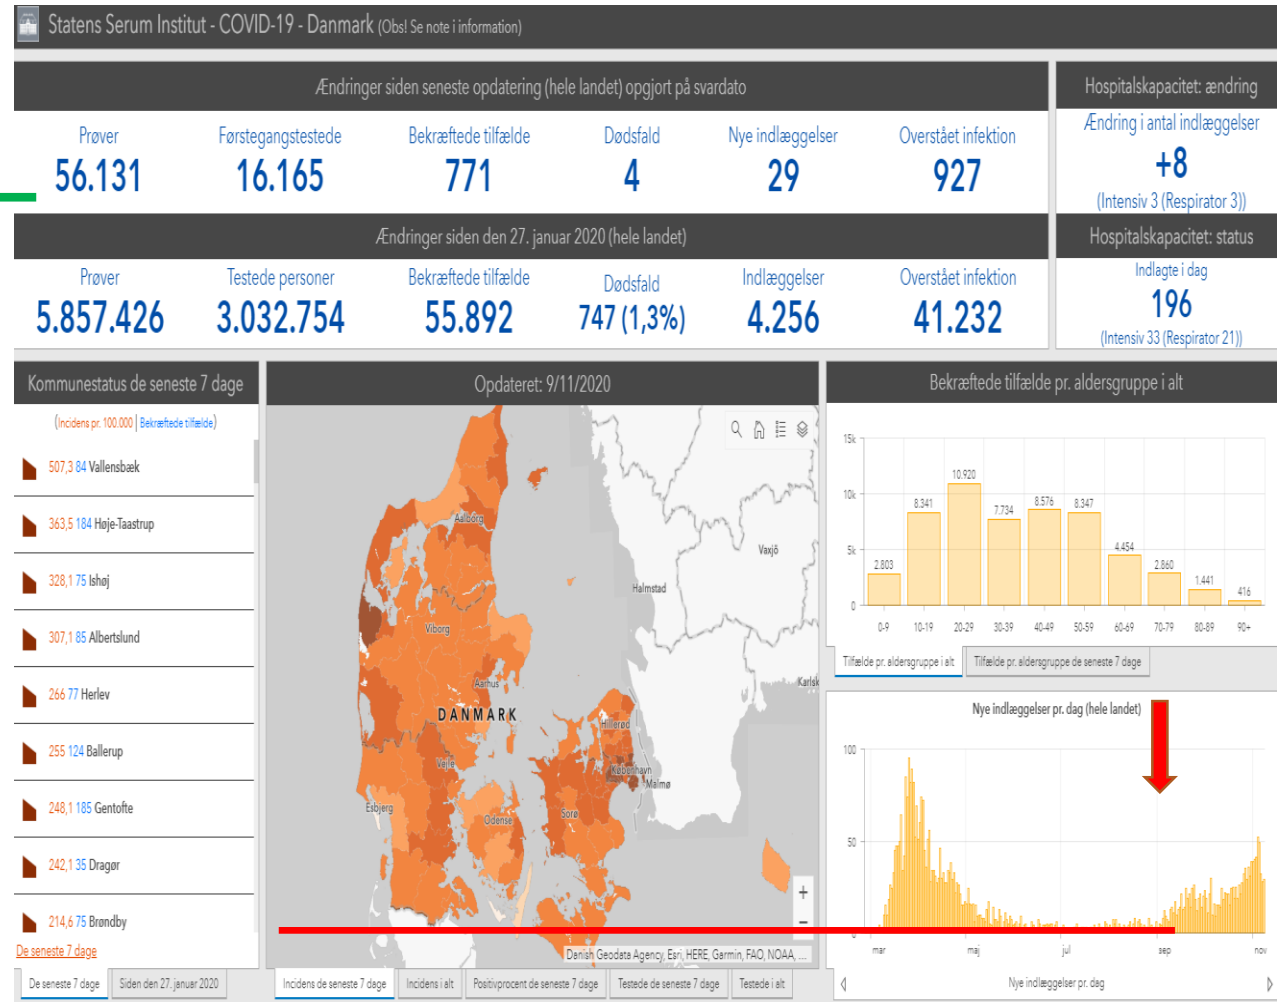 Statens Serum Institut - COVID-19 - Danmark (Obs! Se note i information)
Ændringer siden seneste opdatering (hele landet) opgjort på svardato
Prøver Førstegangstestede Bekræftede tilfælde Dødsfald Nye indlæggelser Overstået infektion
56.131 16.165 771 4 29 927
Hospitalskapacitet: ændring
Ændring i antal indlæggelser
+8
(Intensiv 3 (Respirator 3))
Ændringer siden den 27. januar 2020 (hele landet)
Prøver Testede personer Bekræftede tilfælde Dødsfald Indlæggelser Overstået infektion
5.857.426 3.032.754 55.892 747 (1,3%) 4.256 41.232
Hospitalskapacitet: status
Indlagte i dag
196
(Intensiv 33 (Respirator 21))
Kommunestatus de seneste 7 dage
(Incidens pr. 100.000 | Bekræftede tilfælde)
507,3 84 Vallensbæk
363,5 184 Høje-Taastrup
328,1 75 Ishøj
307,1 85 Albertslund
266 77 Herlev
255 124 Ballerup
248,1 185 Gentofte
242,1 35 Dragør
214,6 75 Brøndby
De seneste 7 dage
De seneste 7 dage Siden den 27. januar 2020
Opdateret: 9/11/2020
Aalborg
Vaxjö
Halmstad
Viborg
Aarhus
Karlsk
DANMARK
Hillerød
Vejle
København
Malmø
Esbjerg
Odense
Sorø
+
−
Danish Geodata Agency, Esri, HERE, Garmin, FAO, NOAA, ...
Incidens de seneste 7 dage Incidens i alt Positivprocent de seneste 7 dage Testede de seneste 7 dage Testede i alt
Bekræftede tilfælde pr. aldersgruppe i alt
15k
10k
5k
0
2.803 8.341 10.920 7.734 8.576 8.347 4.454 2.860 1.441 416
0-9 10-19 20-29 30-39 40-49 50-59 60-69 70-79 80-89 90+
Tilfælde pr. aldersgruppe i alt Tilfælde pr. aldersgruppe de seneste 7 dage
Nye indlæggelser pr. dag (hele landet)
100
50
0
mar maj jul sep nov
Nye indlæggelser pr. dag